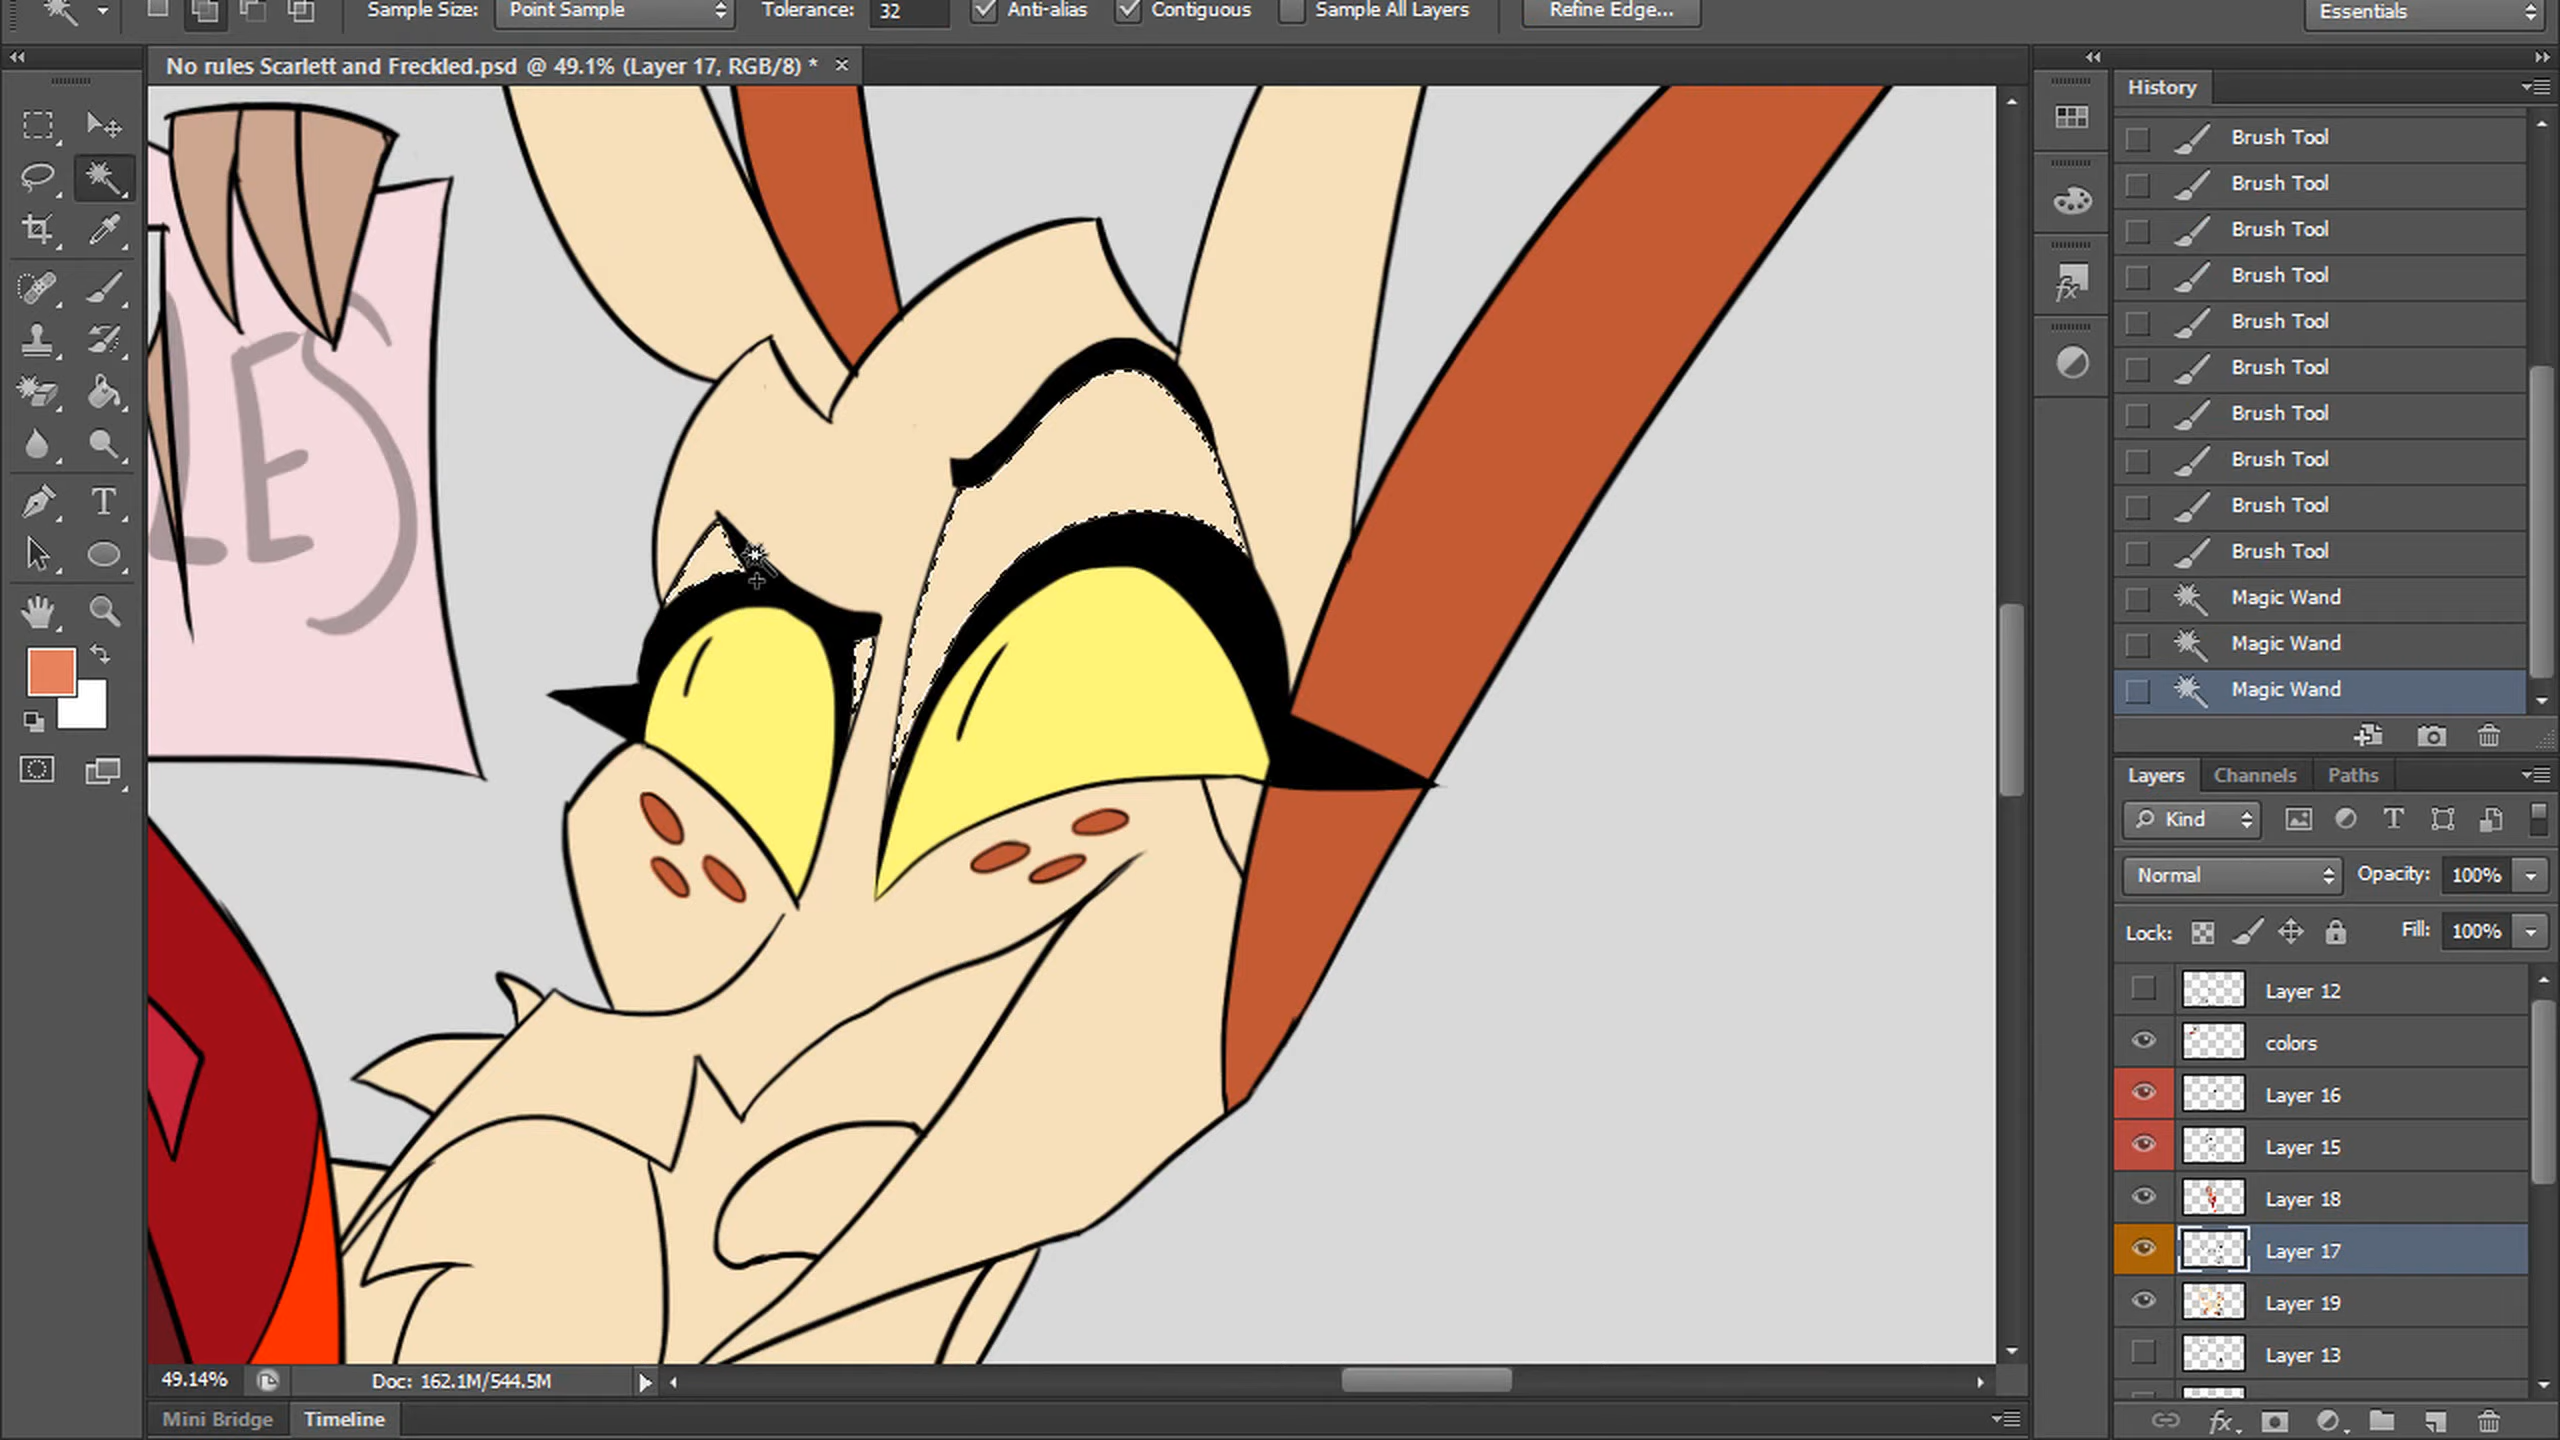 Sample Size: Point Sample Tolerance: 32 Anti-alias Contiguous Sample All Layers Refine Edge... Essentials
No rules Scarlett and Freckled.psd @ 49.1% (Layer 17, RGB/8) * ×
History
Brush Tool
Brush Tool
Brush Tool
Brush Tool
Brush Tool
Brush Tool
Brush Tool
Brush Tool
Brush Tool
Brush Tool
Magic Wand
Magic Wand
Magic Wand
LES
Layers Channels Paths
Kind
Normal Opacity: 100%
Lock: Fill: 100%
Layer 12
colors
Layer 16
Layer 15
Layer 18
Layer 17
Layer 19
Layer 13
49.14% Doc: 162.1M/544.5M
Mini Bridge Timeline